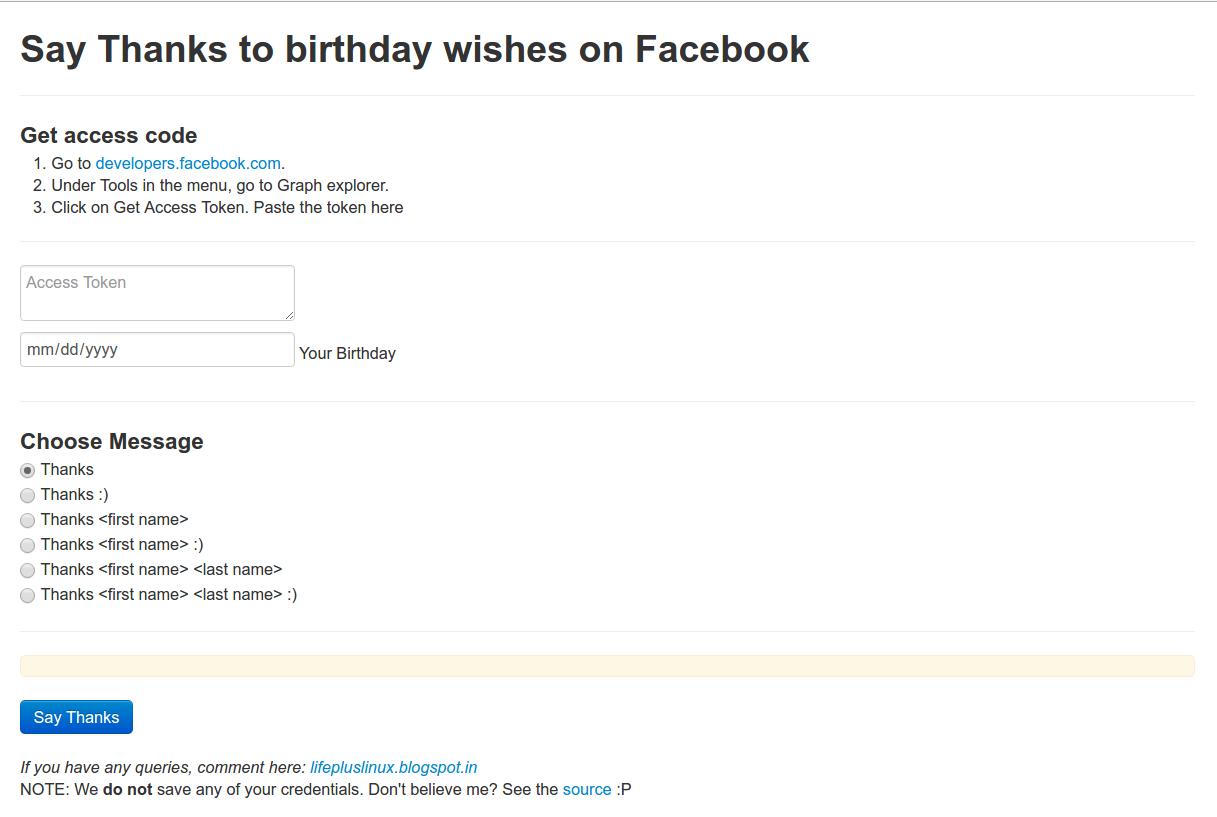 Say Thanks to birthday wishes on Facebook
Get access code
1. Go to developers.facebook.com.
2. Under Tools in the menu, go to Graph explorer.
3. Click on Get Access Token. Paste the token here
Access Token
mm/dd/yyyy Your Birthday
Choose Message
Thanks
Thanks :)
Thanks <first name>
Thanks <first name> :)
Thanks <first name> <last name>
Thanks <first name> <last name> :)
Say Thanks
If you have any queries, comment here: lifepluslinux.blogspot.in
NOTE: We do not save any of your credentials. Don't believe me? See the source :P